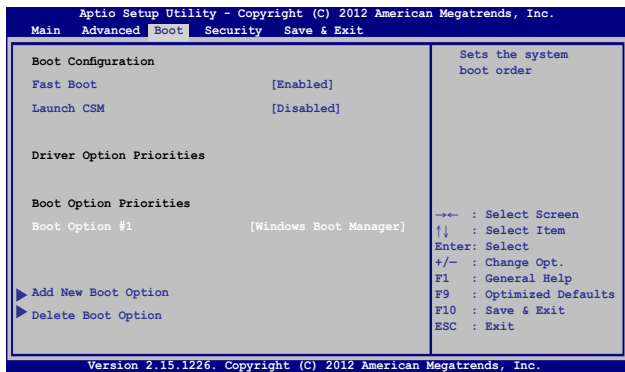 Aptio Setup Utility - Copyright (C) 2012 American Megatrends, Inc.
Main Advanced Boot Security Save & Exit
Boot Configuration
Fast Boot [Enabled]
Launch CSM [Disabled]
Driver Option Priorities
Boot Option Priorities
Boot Option #1 [Windows Boot Manager]
Add New Boot Option
Delete Boot Option
Sets the system
boot order
→← : Select Screen
↑↓ : Select Item
Enter: Select
+/— : Change Opt.
F1 : General Help
F9 : Optimized Defaults
F10 : Save & Exit
ESC : Exit
Version 2.15.1226. Copyright (C) 2012 American Megatrends, Inc.